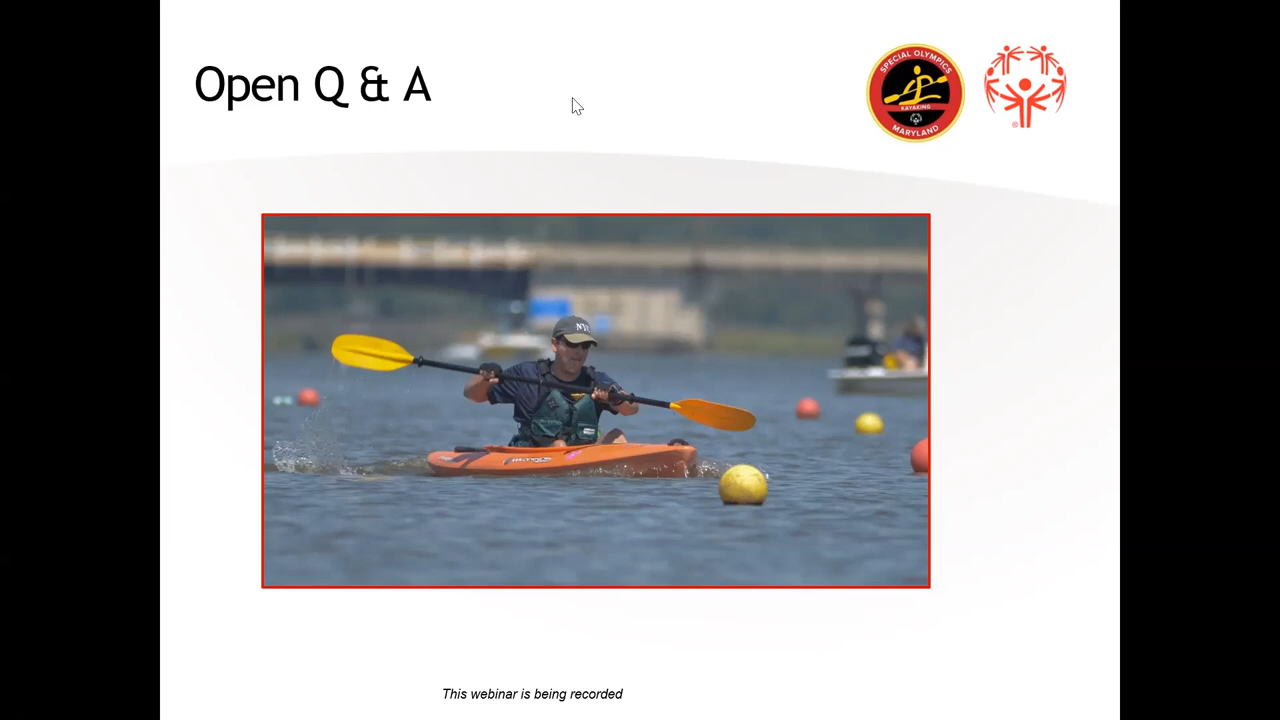 Open Q & A
SPECIAL OLYMPICS
KAYAKING
MARYLAND
This webinar is being recorded